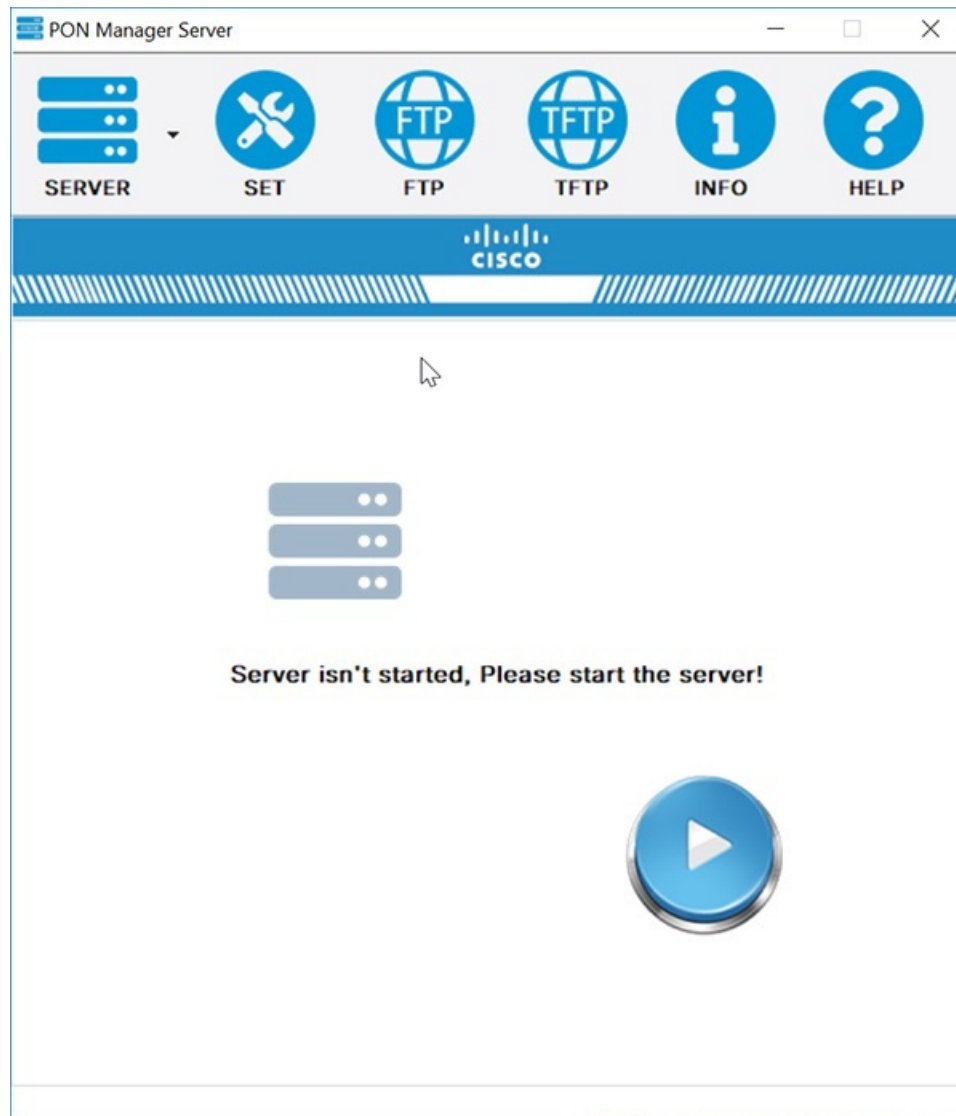 PON Manager Server
FTP
TFTP
SERVER
SET
FTP
TFTP
INFO
HELP
CISCO
Server isn't started, Please start the server!